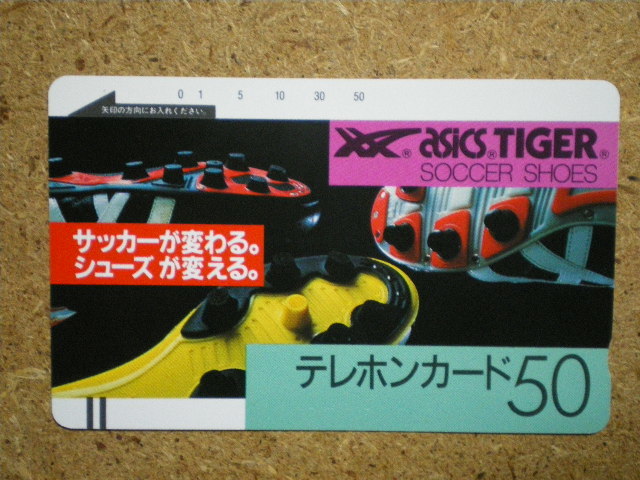 0 1 5 10 30 50
矢印の方向にお入れください。
asics® TIGER®
SOCCER SHOES
サッカーが変わる。
シューズが変える。
テレホンカード50